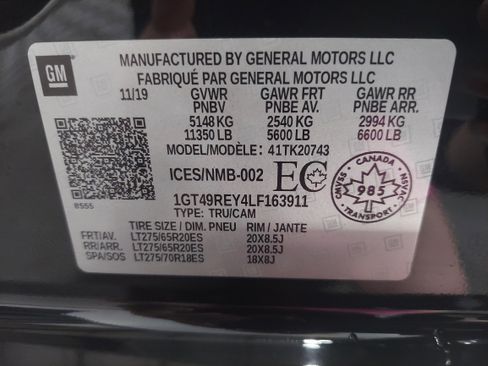 GM
MANUFACTURED BY GENERAL MOTORS LLC
FABRIQUÉ PAR GENERAL MOTORS LLC
11/19 GVWR GAWR FRT GAWR RR
PNBV PNBE AV. PNBE ARR.
5148 KG 2540 KG 2994 KG
11350 LB 5600 LB 6600 LB
MODEL/MODÈLE: 41TK20743
ICES/NMB-002 EC
CANADA
985
TRANSPORT
8555
1GT49REY4LF163911
TYPE: TRU/CAM
TIRE SIZE / DIM. PNEU RIM / JANTE
FRT/AV. LT275/65R20ES 20X8.5J
RR/ARR. LT275/65R20ES 20X8.5J
SPA/SOS LT275/70R18ES 18X8J